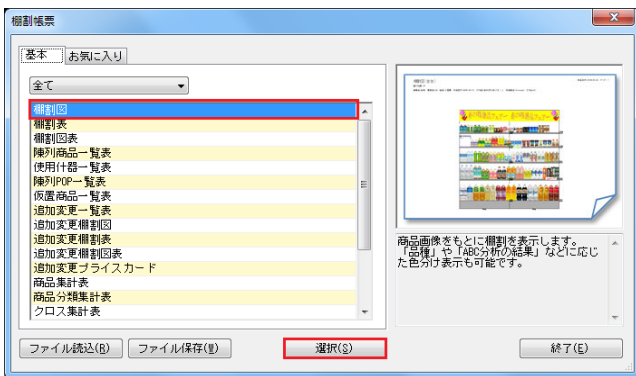 棚割帳票
基本
お気に入り
全て
棚割図
棚割表
棚割図表
陳列商品一覧表
使用什器一覧表
陳列POP一覧表
仮置商品一覧表
追加変更一覧表
追加変更棚割図
追加変更棚割表
追加変更棚割図表
追加変更プライスカード
商品集計表
商品分類集計表
クロス集計表
商品画像をもとに棚割を表示します。
「品種」や「ABC分析の結果」などに応じ
た色分け表示も可能です。
ファイル読込(R)
ファイル保存(W)
選択(S)
終了(E)